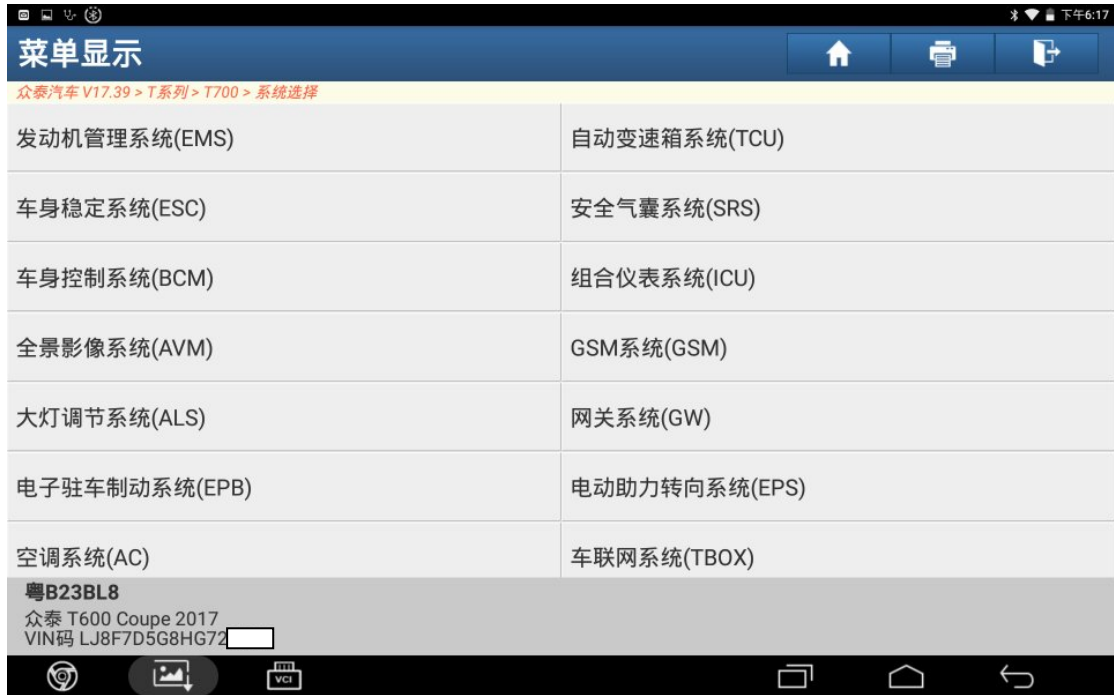 下午6:17
菜单显示
众泰汽车 V17.39 > T系列 > T700 > 系统选择
发动机管理系统(EMS)
自动变速箱系统(TCU)
车身稳定系统(ESC)
安全气囊系统(SRS)
车身控制系统(BCM)
组合仪表系统(ICU)
全景影像系统(AVM)
GSM系统(GSM)
大灯调节系统(ALS)
网关系统(GW)
电子驻车制动系统(EPB)
电动助力转向系统(EPS)
空调系统(AC)
车联网系统(TBOX)
粤B23BL8
众泰 T600 Coupe 2017
VIN码 LJ8F7D5G8HG72
VCI